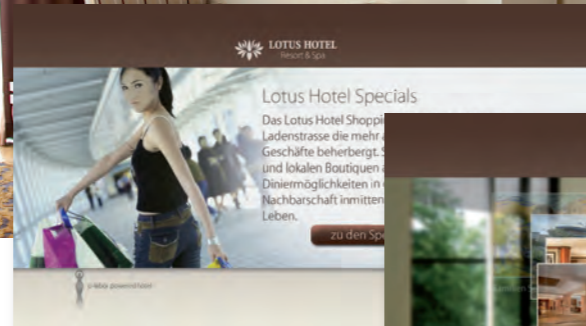 LOTUS HOTEL
Resort & Spa
Lotus Hotel Specials
Das Lotus Hotel Shoppi
Ladenstrasse die mehr
Geschäfte beherbergt. S
und lokalen Boutiquen
Diniermöglichkeiten in
Nachbarschaft inmitten
Leben.
zu den Spe